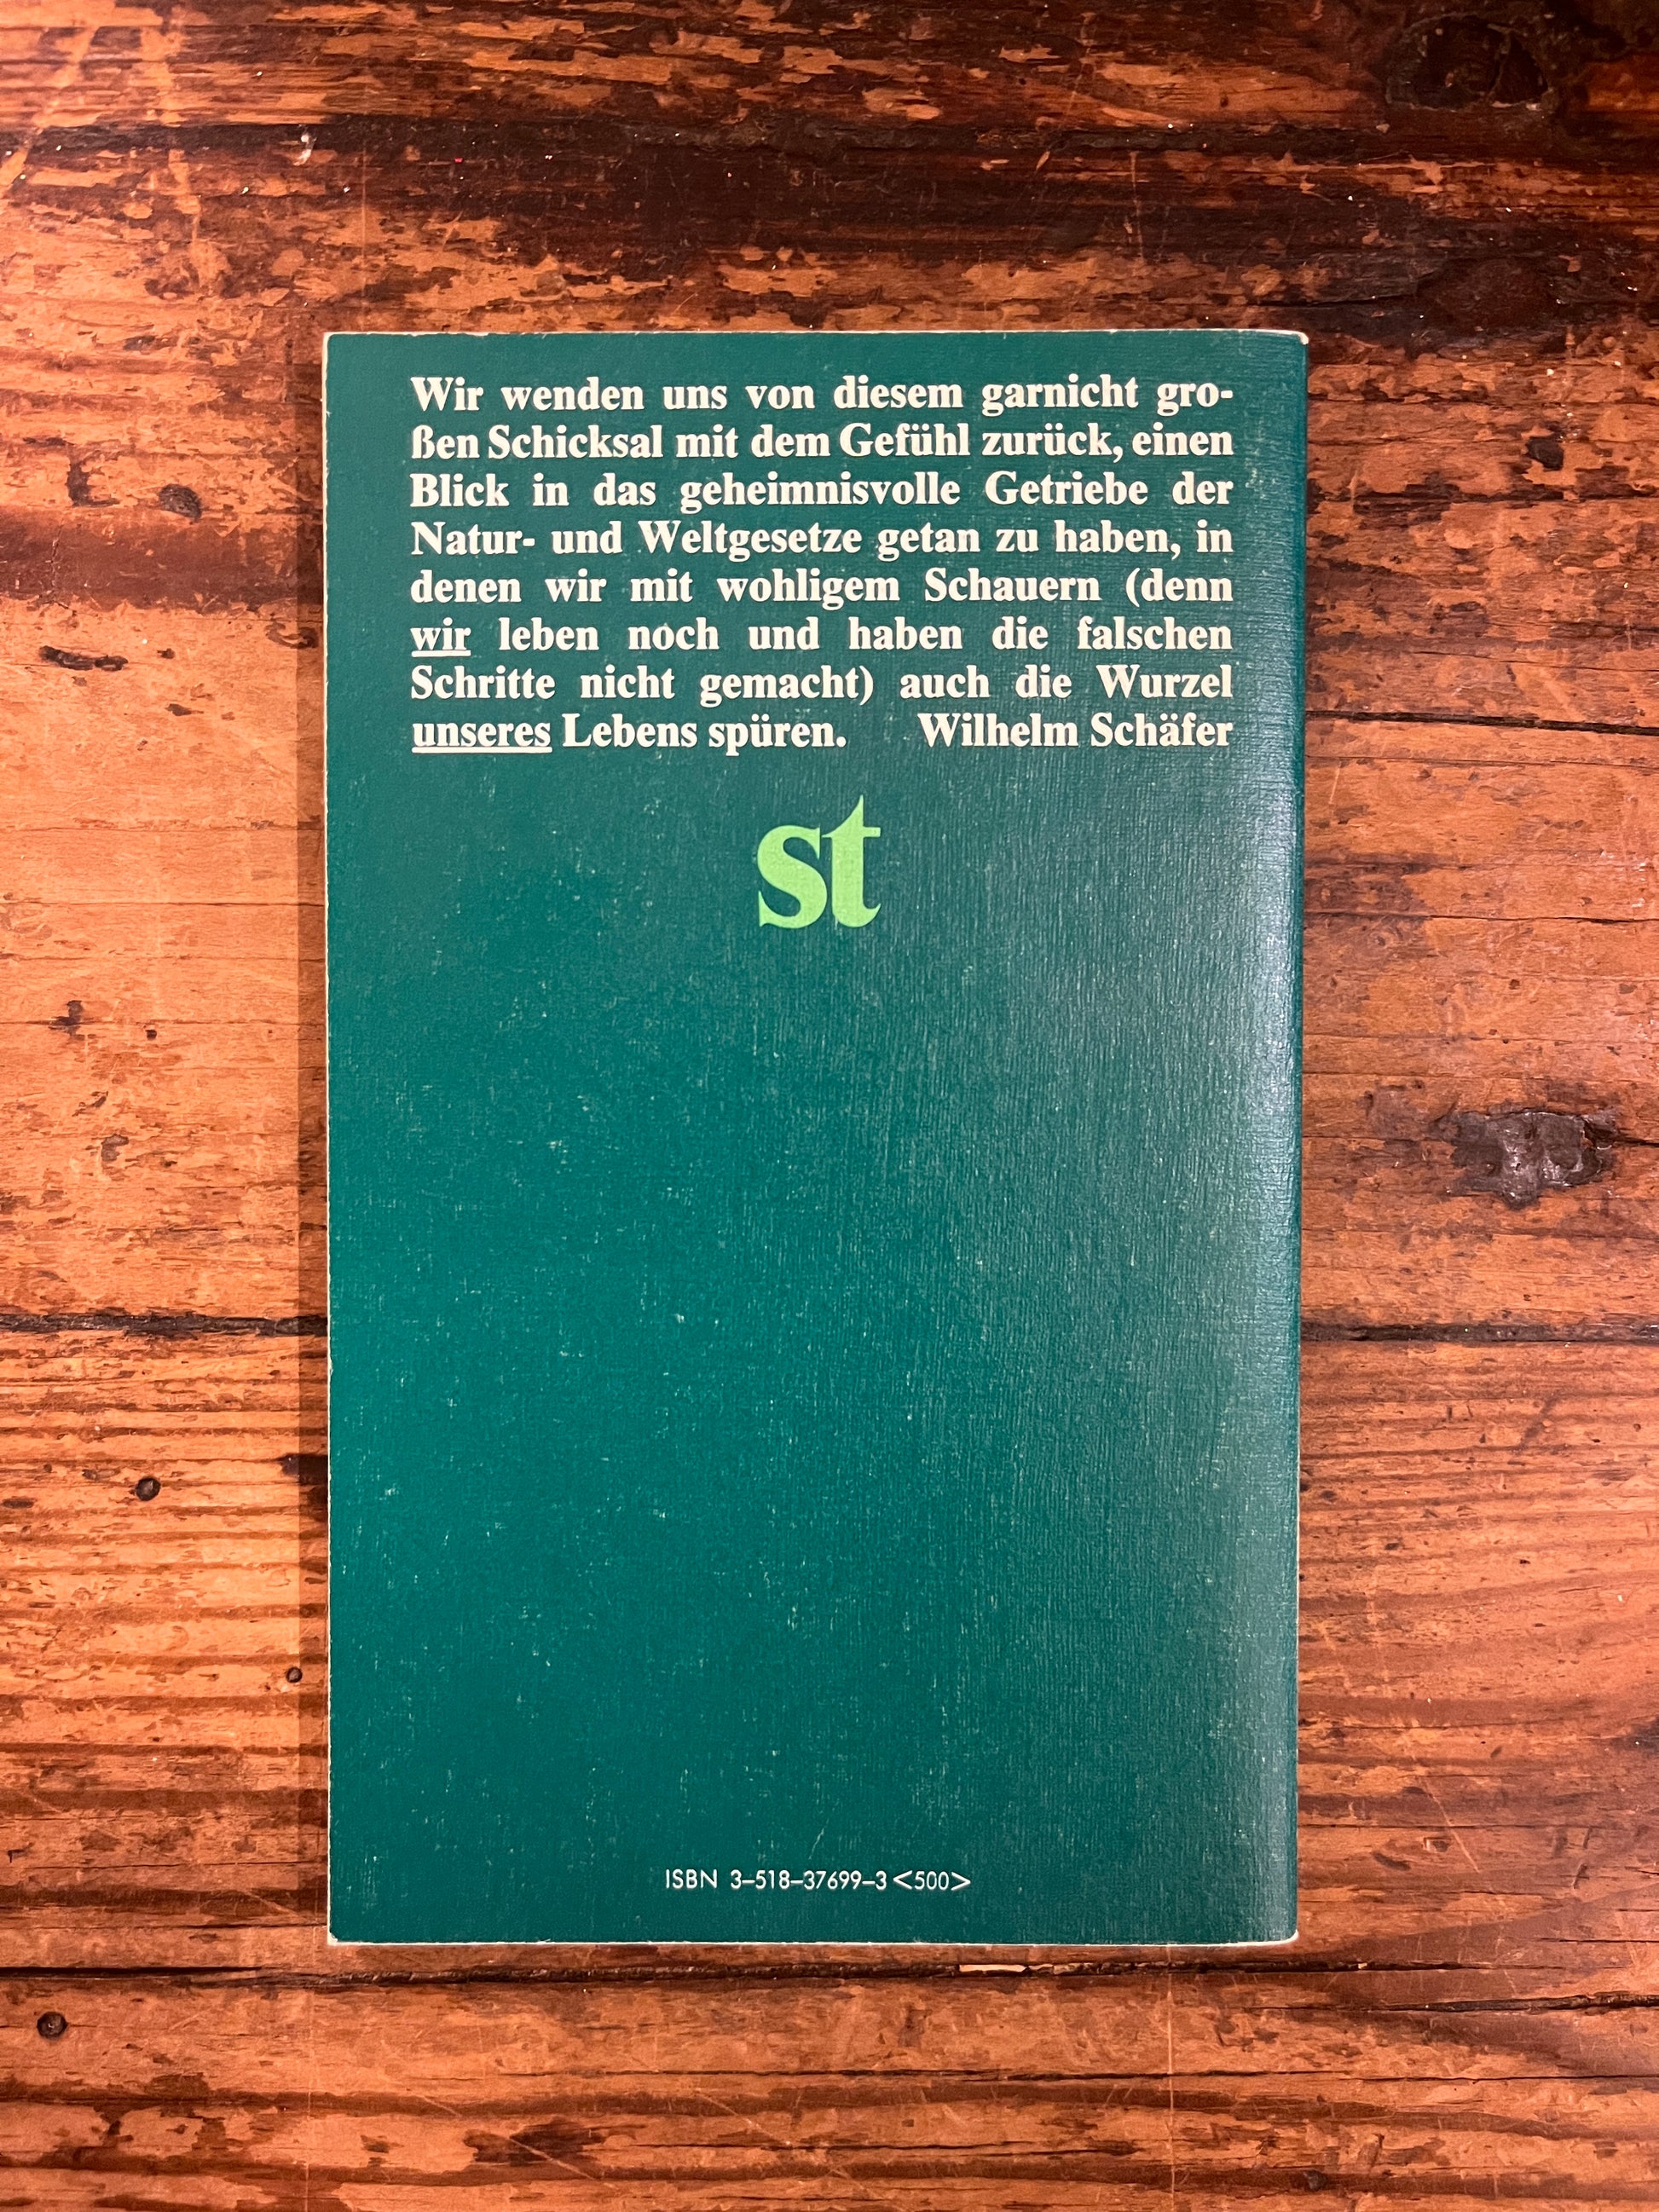 Wir wenden uns von diesem garnicht gro-
ßen Schicksal mit dem Gefühl zurück, einen
Blick in das geheimnisvolle Getriebe der
Natur- und Weltgesetze getan zu haben, in
denen wir mit wohligem Schauern (denn
wir leben noch und haben die falschen
Schritte nicht gemacht) auch die Wurzel
unseres Lebens spüren. Wilhelm Schäfer
st
ISBN 3-518-37699-3 <500>